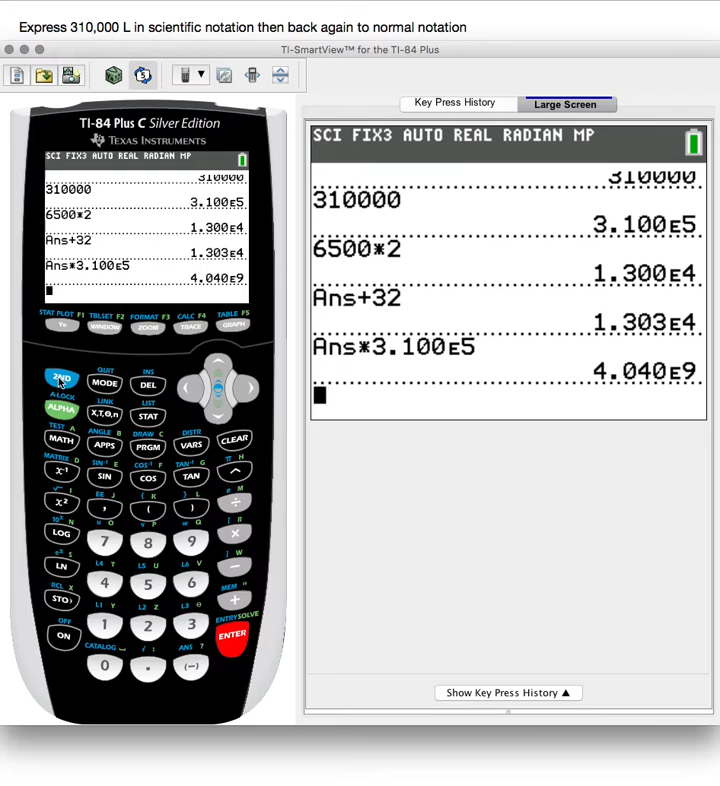 Express 310,000 L in scientific notation then back again to normal notation
TI-SmartView™ for the TI-84 Plus
TI-84 Plus C Silver Edition
TEXAS INSTRUMENTS
SCI FIX3 AUTO REAL RADIAN MP
310000
310000
3.100E5
6500*2
1.300E4
Ans+32
1.303E4
Ans*3.100E5
4.040E9
STAT PLOT F1 TBLSET F2 FORMAT F3 CALC F4 TABLE F5
Y= WINDOW ZOOM TRACE GRAPH
QUIT INS
2ND MODE DEL
A-LOCK LINK LIST
ALPHA X,T,Θ,n STAT
TEST A ANGLE B DRAW C DISTR
MATH APPS PRGM VARS CLEAR
MATRIX D SIN⁻¹ E COS⁻¹ F TAN⁻¹ G π H
x⁻¹ SIN COS TAN ^
√ I EE J { K } L e M
x² , ( ) ÷
10ˣ N u O v P w Q [ R
LOG 7 8 9 ×
eˣ S L4 T L5 U L6 V ] W
LN 4 5 6 −
RCL X L1 Y L2 Z L3 θ MEM "
STO› 1 2 3 +
OFF CATALOG ⎵ i : ANS ? ENTRY SOLVE
ON 0 . (−) ENTER
Key Press History
Large Screen
SCI FIX3 AUTO REAL RADIAN MP
310000
310000
3.100E5
6500*2
1.300E4
Ans+32
1.303E4
Ans*3.100E5
4.040E9
Show Key Press History ▲